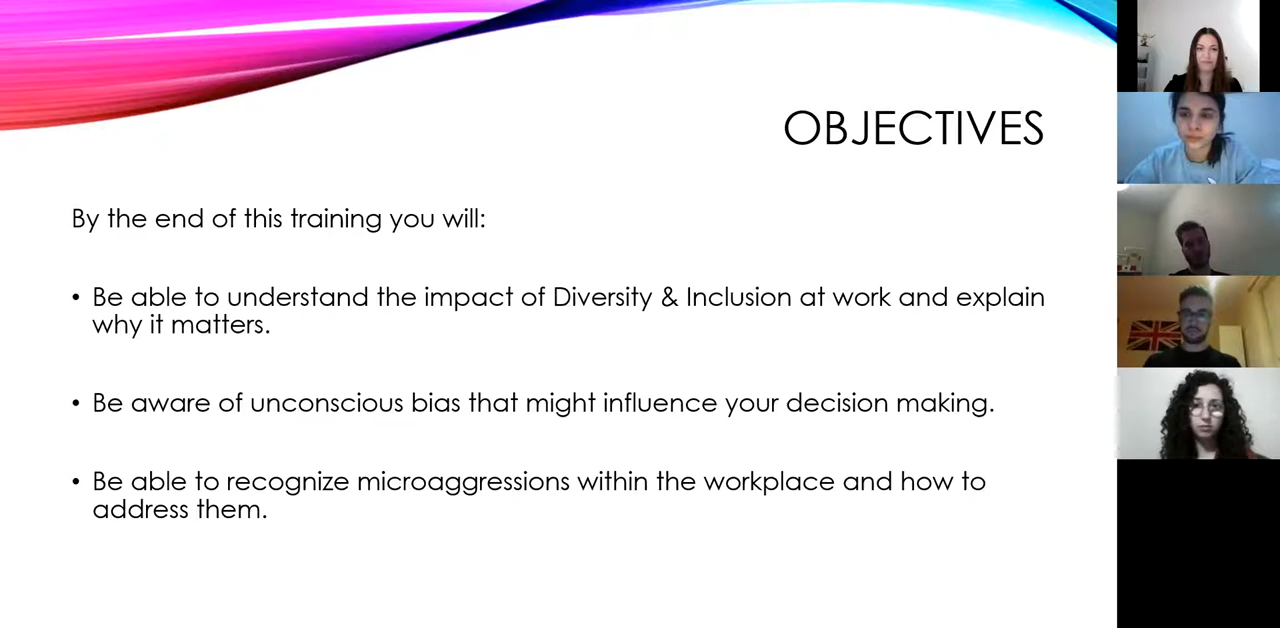 OBJECTIVES
By the end of this training you will:
• Be able to understand the impact of Diversity & Inclusion at work and explain
why it matters.
• Be aware of unconscious bias that might influence your decision making.
• Be able to recognize microaggressions within the workplace and how to
address them.